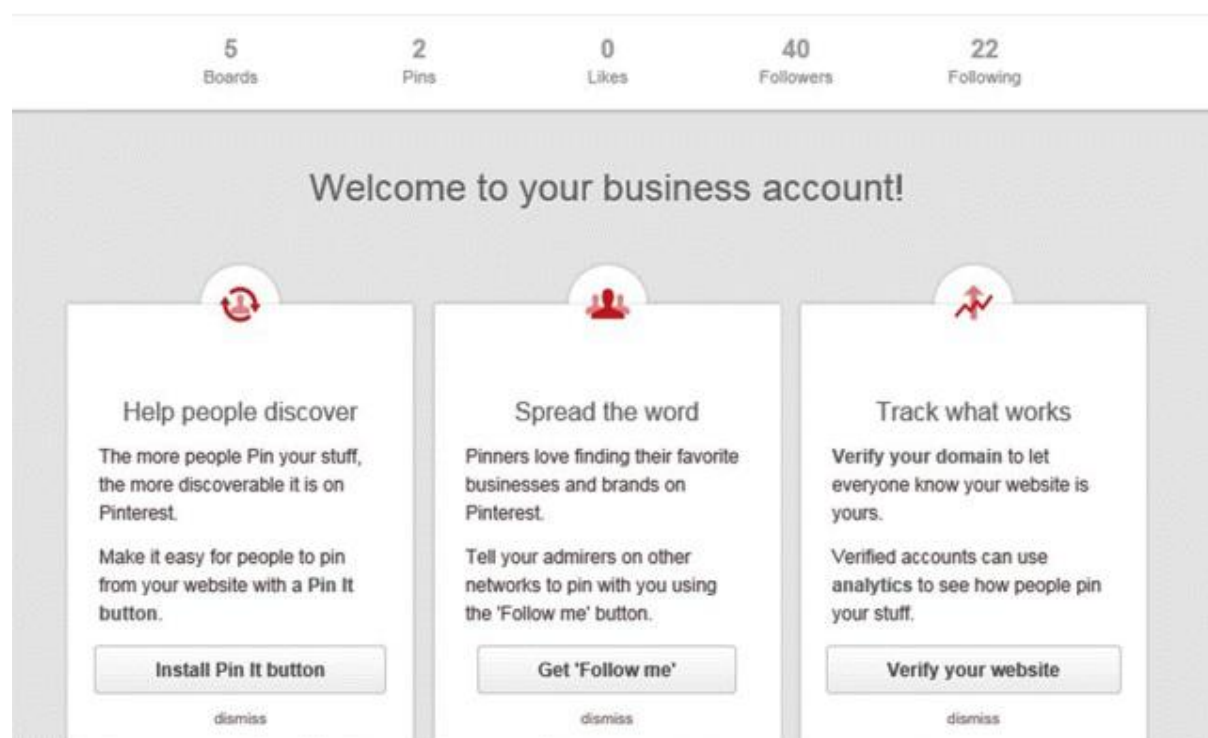 5 2 0 40 22
Boards Pins Likes Followers Following
Welcome to your business account!
Help people discover
The more people Pin your stuff,
the more discoverable it is on
Pinterest.
Make it easy for people to pin
from your website with a Pin It
button.
Install Pin It button
dismiss
Spread the word
Pinners love finding their favorite
businesses and brands on
Pinterest.
Tell your admirers on other
networks to pin with you using
the 'Follow me' button.
Get 'Follow me'
dismiss
Track what works
Verify your domain to let
everyone know your website is
yours.
Verified accounts can use
analytics to see how people pin
your stuff.
Verify your website
dismiss